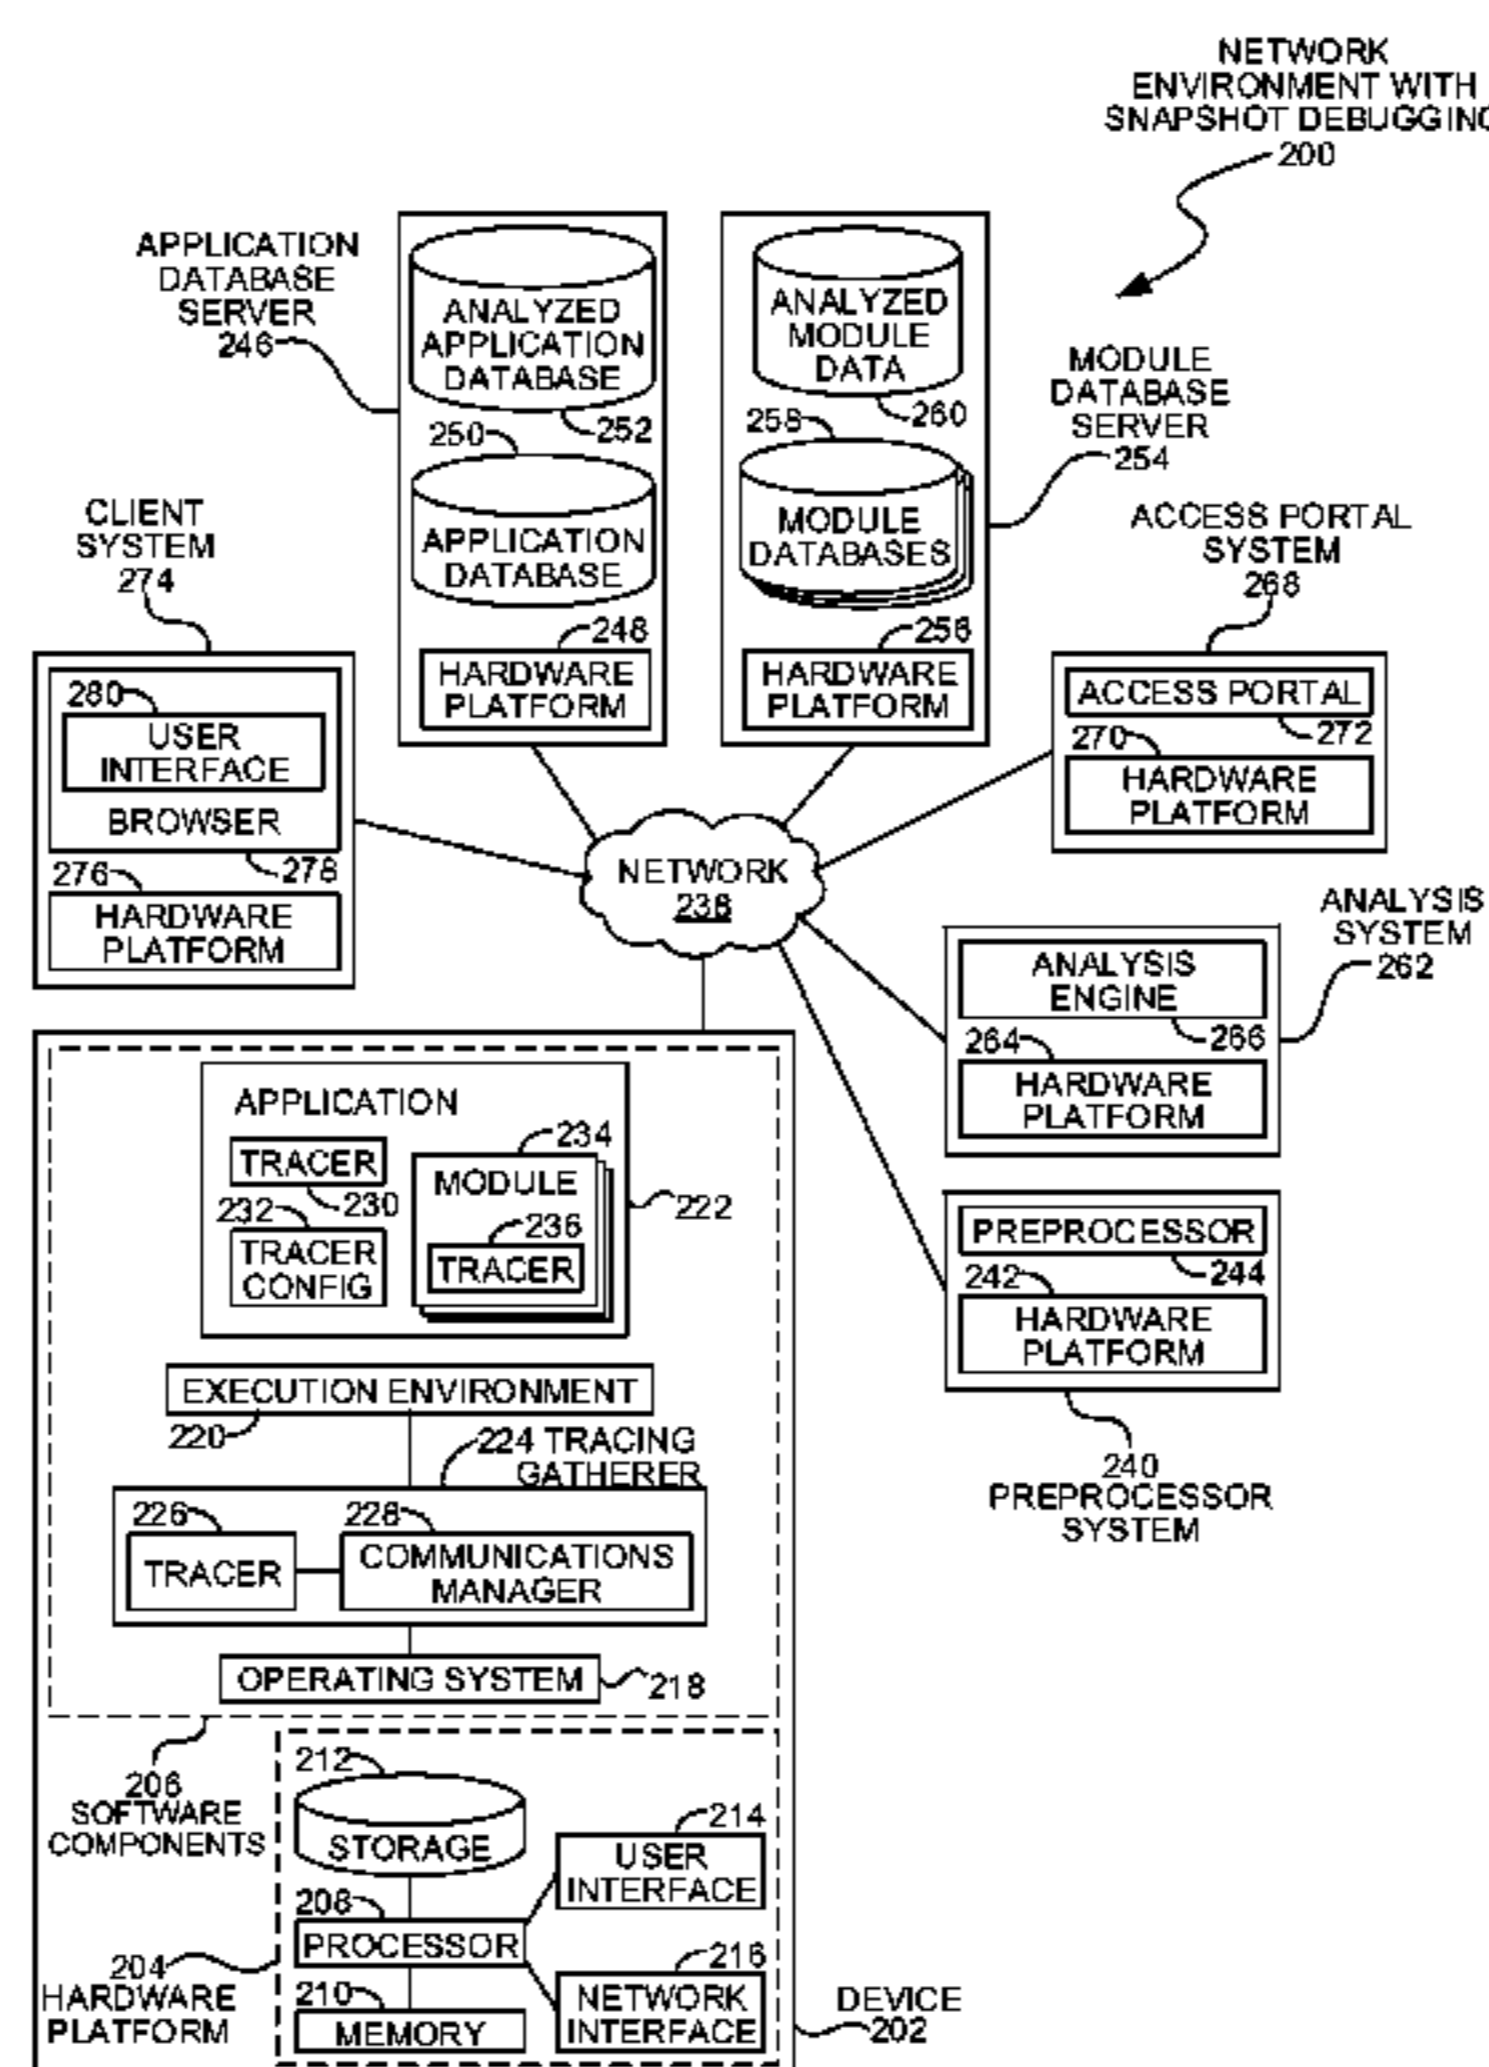 NETWORK
ENVIRONMENT WITH
SNAPSHOT DEBUGGING
200
APPLICATION
DATABASE
SERVER
246
ANALYZED
APPLICATION
DATABASE
252
250
APPLICATION
DATABASE
248
HARDWARE
PLATFORM
ANALYZED
MODULE
DATA
260
258
MODULE
DATABASES
256
HARDWARE
PLATFORM
MODULE
DATABASE
SERVER
254
CLIENT
SYSTEM
274
280
USER
INTERFACE
BROWSER
278
276
HARDWARE
PLATFORM
ACCESS PORTAL
SYSTEM
268
ACCESS PORTAL
272
270
HARDWARE
PLATFORM
NETWORK
238
ANALYSIS
SYSTEM
262
ANALYSIS
ENGINE
266
264
HARDWARE
PLATFORM
PREPROCESSOR
244
242
HARDWARE
PLATFORM
240
PREPROCESSOR
SYSTEM
APPLICATION
TRACER
230
232
TRACER
CONFIG
234
MODULE
236
TRACER
222
EXECUTION ENVIRONMENT
220
224 TRACING
GATHERER
226
TRACER
228
COMMUNICATIONS
MANAGER
OPERATING SYSTEM
218
206
SOFTWARE
COMPONENTS
212
STORAGE
214
USER
INTERFACE
208
PROCESSOR
204
HARDWARE
PLATFORM
210
MEMORY
216
NETWORK
INTERFACE
DEVICE
202